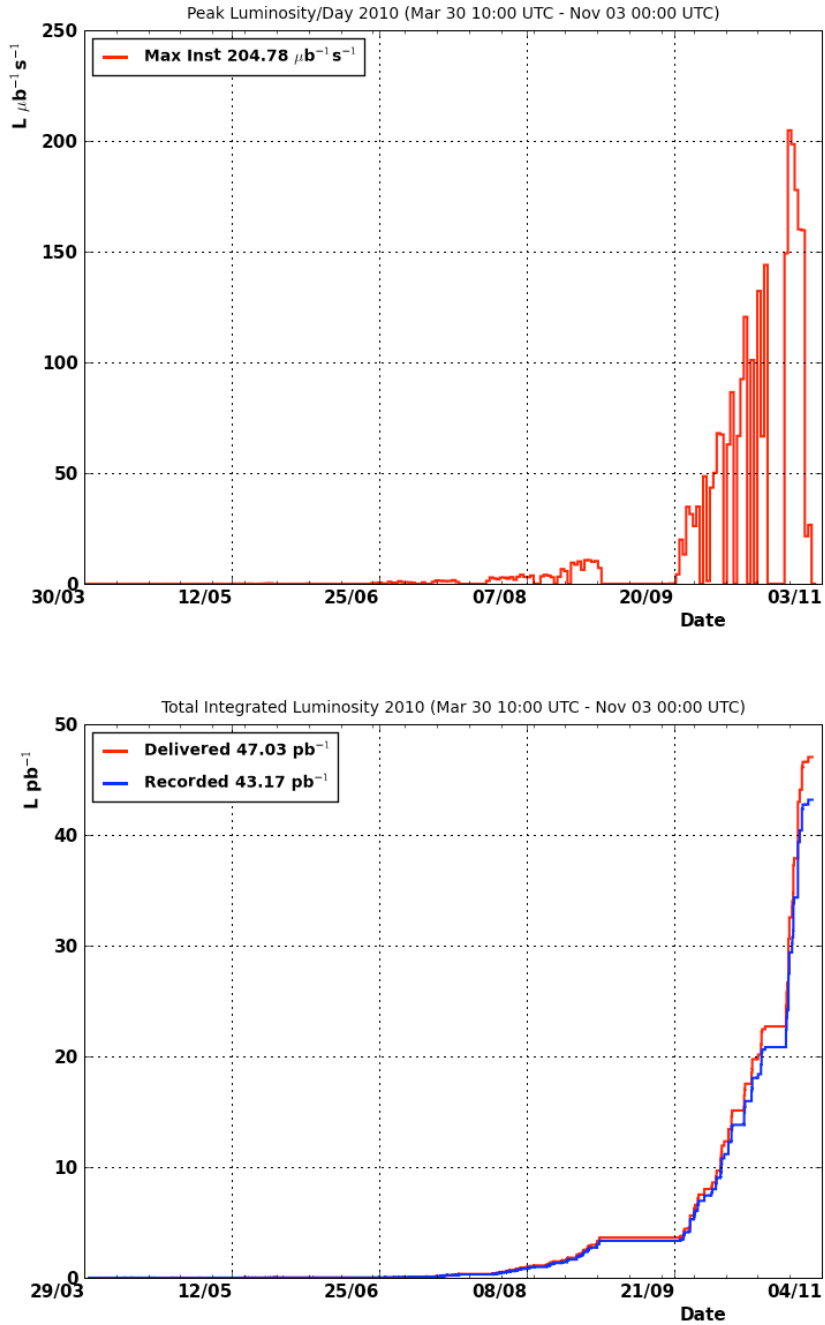 Peak Luminosity/Day 2010 (Mar 30 10:00 UTC - Nov 03 00:00 UTC)
250
Max Inst 204.78 μb⁻¹s⁻¹
L μb⁻¹s⁻¹
200
150
100
50
0
30/03 12/05 25/06 07/08 20/09 03/11
Date
Total Integrated Luminosity 2010 (Mar 30 10:00 UTC - Nov 03 00:00 UTC)
50
Delivered 47.03 pb⁻¹
Recorded 43.17 pb⁻¹
L pb⁻¹
40
30
20
10
0
29/03 12/05 25/06 08/08 21/09 04/11
Date